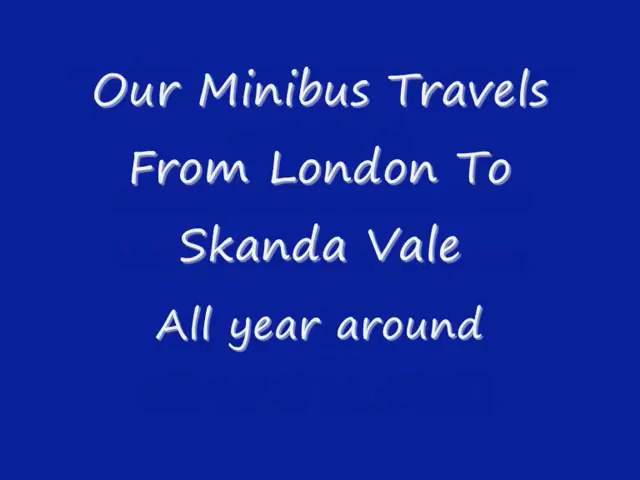 Our Minibus Travels
From London To
Skanda Vale
All year around